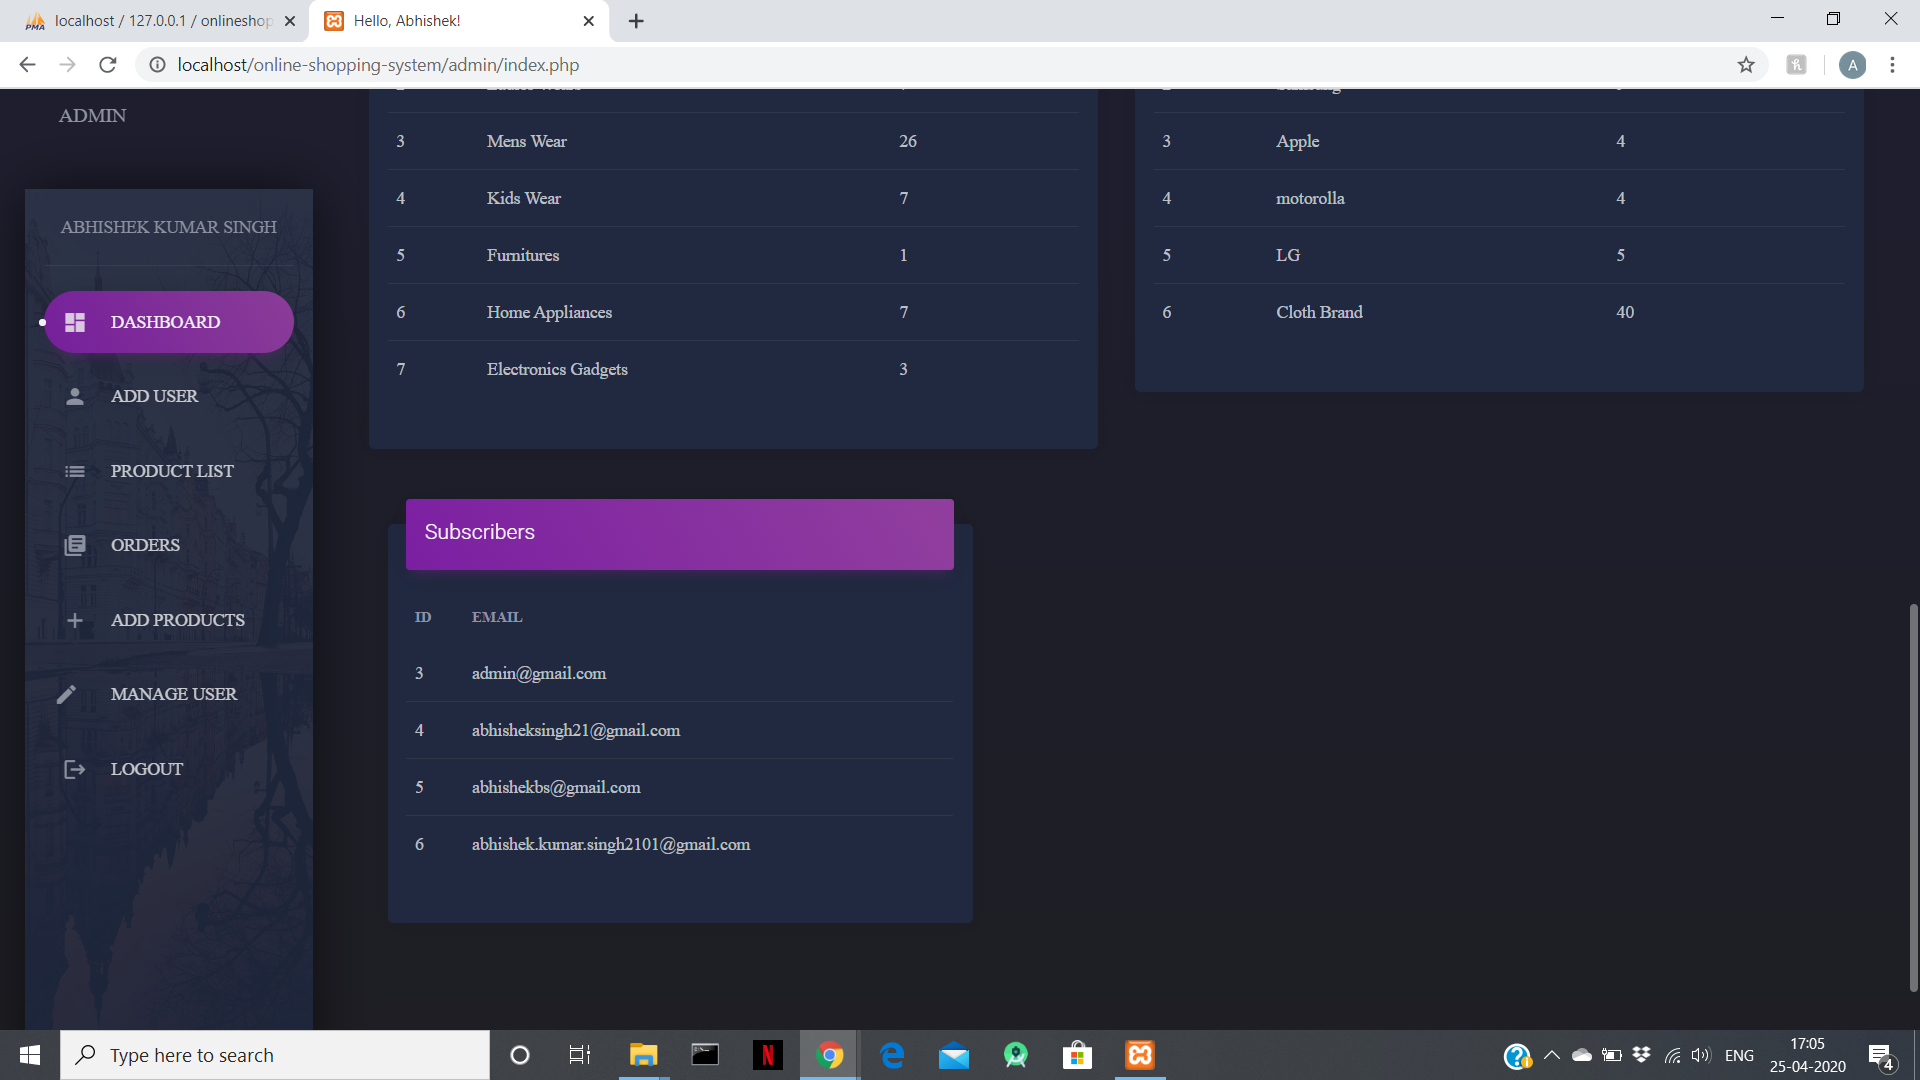 localhost / 127.0.0.1 / onlineshop
Hello, Abhishek!
localhost/online-shopping-system/admin/index.php
A
ADMIN
ABHISHEK KUMAR SINGH
DASHBOARD
ADD USER
PRODUCT LIST
ORDERS
ADD PRODUCTS
MANAGE USER
LOGOUT
3 Mens Wear 26
4 Kids Wear 7
5 Furnitures 1
6 Home Appliances 7
7 Electronics Gadgets 3
3 Apple 4
4 motorolla 4
5 LG 5
6 Cloth Brand 40
Subscribers
ID EMAIL
3 admin@gmail.com
4 abhisheksingh21@gmail.com
5 abhishekbs@gmail.com
6 abhishek.kumar.singh2101@gmail.com
Type here to search
ENG
17:05
25-04-2020
4